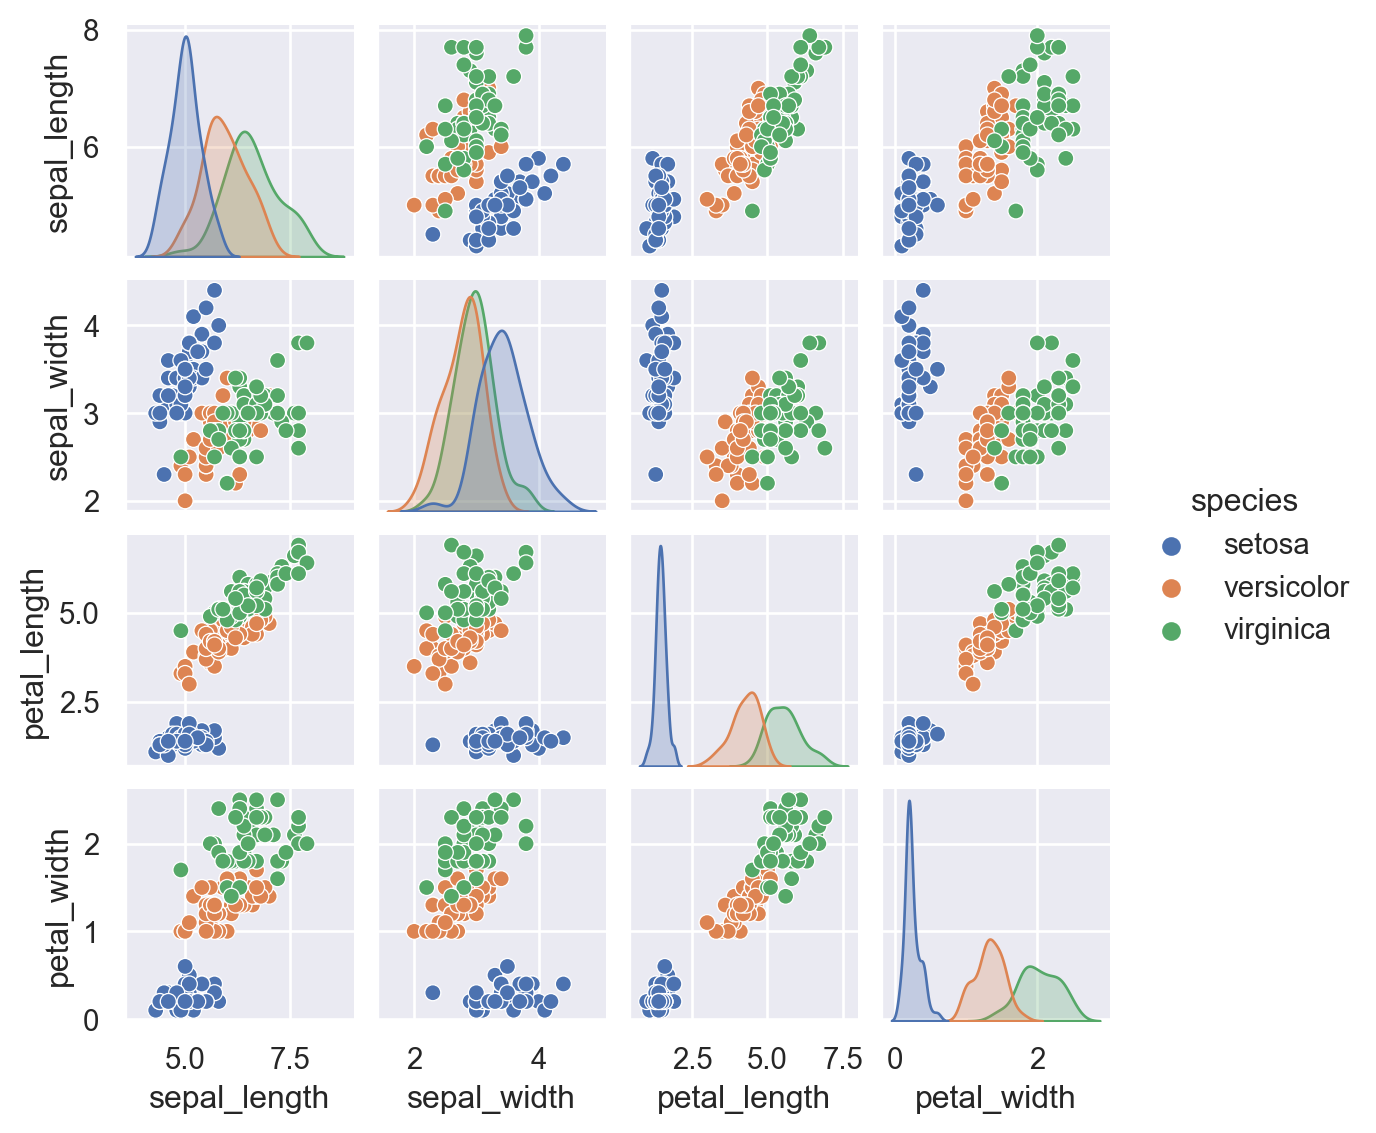 8
6
sepal_length
4
3
2
sepal_width
5.0
2.5
petal_length
2
1
0
petal_width
5.0 7.5
sepal_length
2 4
sepal_width
2.5 5.0 7.5
petal_length
0 2
petal_width
species
setosa
versicolor
virginica